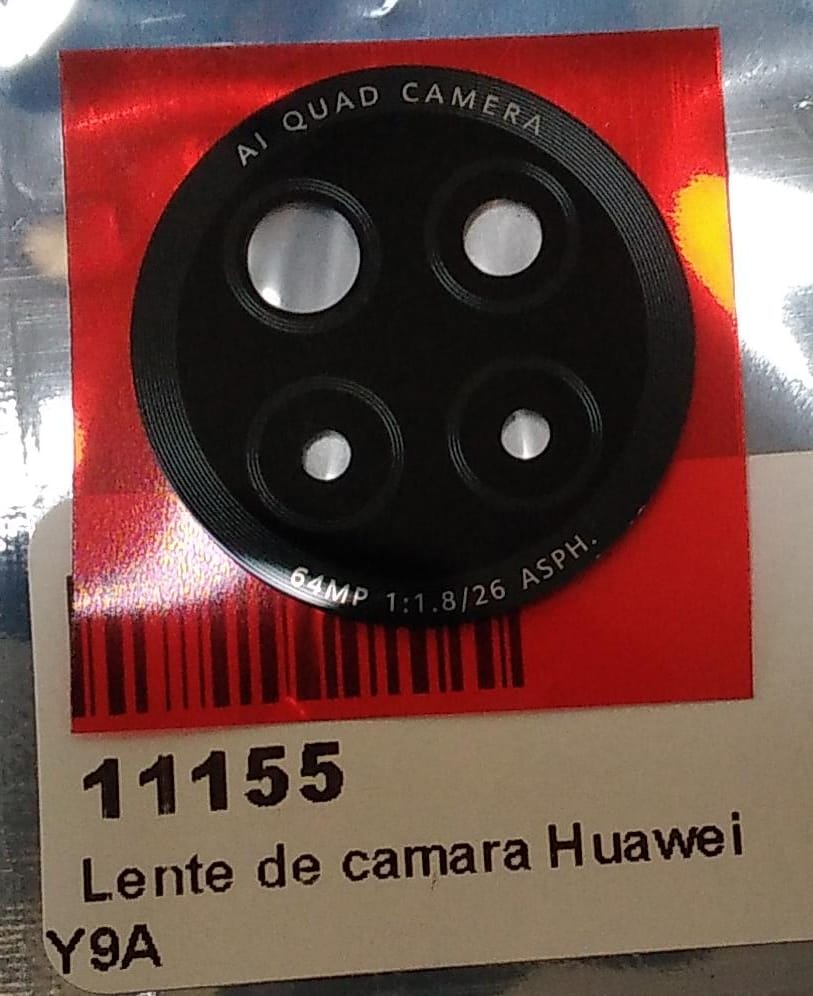 AI QUAD CAMERA
64MP 1:1.8/26 ASPH.
11155
Lente de camara Huawei
Y9A